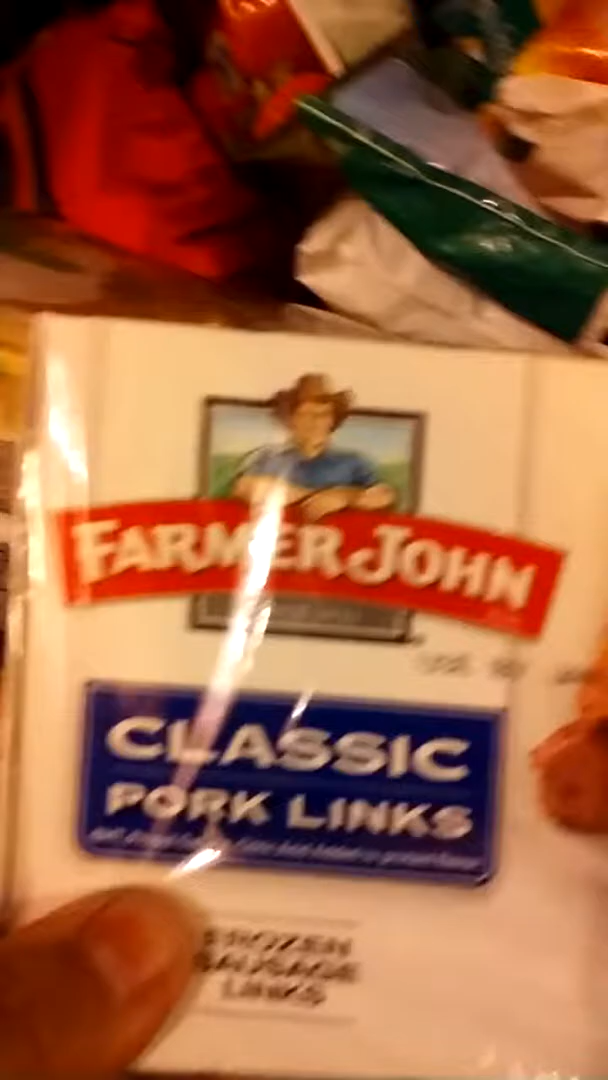 FARMER JOHN
CLASSIC
PORK LINKS
FROZEN
SAUSAGE
LINKS